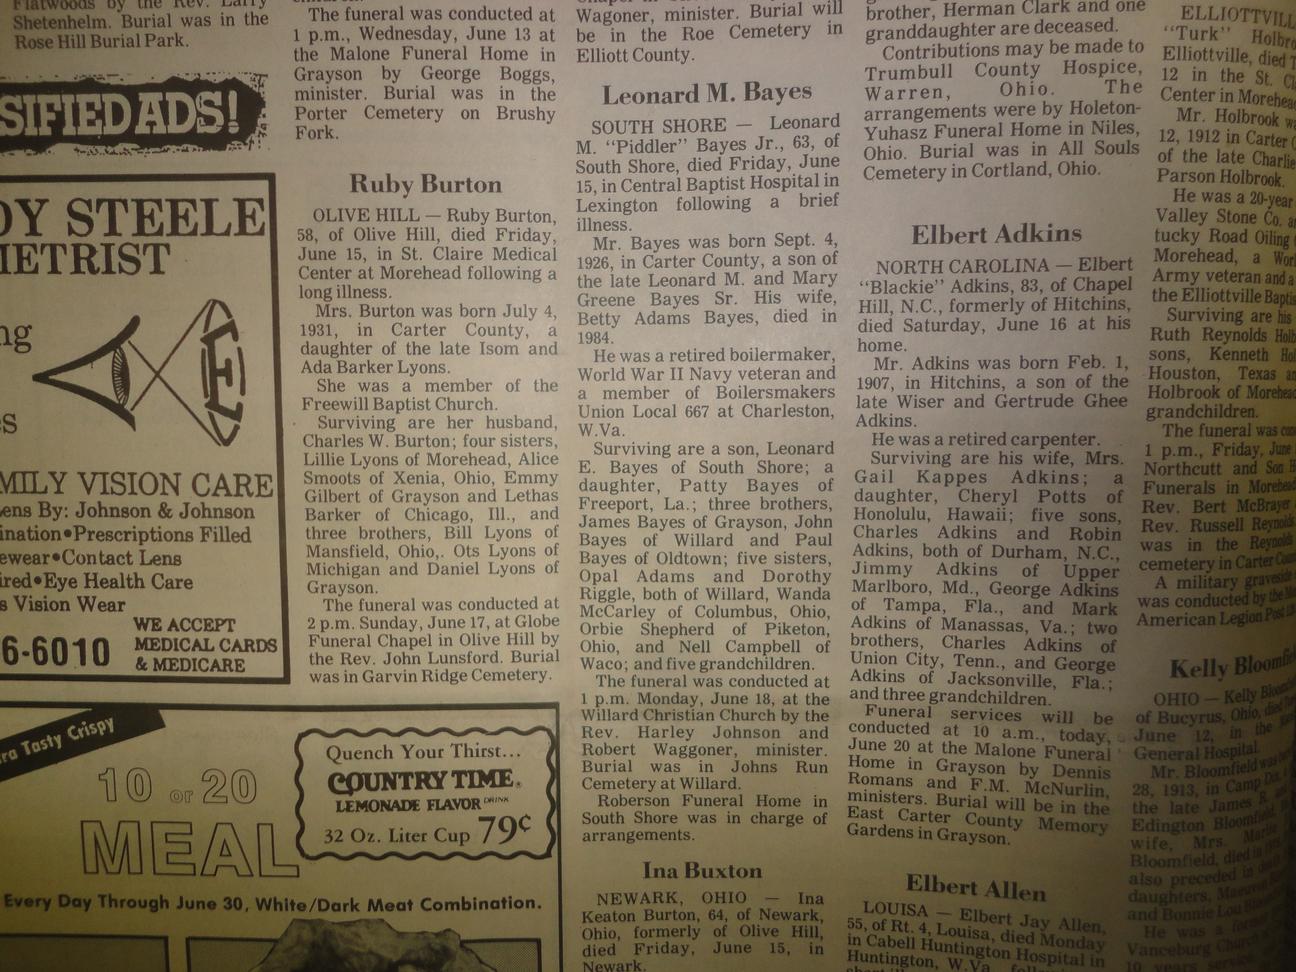 Flatwoods by the Rev. Larry
Shetenhelm. Burial was in the
Rose Hill Burial Park.
SIFIED ADS!
DY STEELE
METRIST
ng
es
E
MILY VISION CARE
Lens By: Johnson & Johnson
ination•Prescriptions Filled
ewear•Contact Lens
ired•Eye Health Care
s Vision Wear
6-6010
WE ACCEPT
MEDICAL CARDS
& MEDICARE
ra Tasty Crispy
10 OR 20
MEAL
Quench Your Thirst...
COUNTRY TIME®
LEMONADE FLAVOR DRINK
32 Oz. Liter Cup 79¢
Every Day Through June 30, White/Dark Meat Combination.
The funeral was conducted at
1 p.m., Wednesday, June 13 at
the Malone Funeral Home in
Grayson by George Boggs,
minister. Burial was in the
Porter Cemetery on Brushy
Fork.
Ruby Burton
OLIVE HILL — Ruby Burton,
58, of Olive Hill, died Friday,
June 15, in St. Claire Medical
Center at Morehead following a
long illness.
Mrs. Burton was born July 4,
1931, in Carter County, a
daughter of the late Isom and
Ada Barker Lyons.
She was a member of the
Freewill Baptist Church.
Surviving are her husband,
Charles W. Burton; four sisters,
Lillie Lyons of Morehead, Alice
Smoots of Xenia, Ohio, Emmy
Gilbert of Grayson and Lethas
Barker of Chicago, Ill., and
three brothers, Bill Lyons of
Mansfield, Ohio,. Ots Lyons of
Michigan and Daniel Lyons of
Grayson.
The funeral was conducted at
2 p.m. Sunday, June 17, at Globe
Funeral Chapel in Olive Hill by
the Rev. John Lunsford. Burial
was in Garvin Ridge Cemetery.
Wagoner, minister. Burial will
be in the Roe Cemetery in
Elliott County.
Leonard M. Bayes
SOUTH SHORE — Leonard
M. “Piddler” Bayes Jr., 63, of
South Shore, died Friday, June
15, in Central Baptist Hospital in
Lexington following a brief
illness.
Mr. Bayes was born Sept. 4,
1926, in Carter County, a son of
the late Leonard M. and Mary
Greene Bayes Sr. His wife,
Betty Adams Bayes, died in
1984.
He was a retired boilermaker,
World War II Navy veteran and
a member of Boilersmakers
Union Local 667 at Charleston,
W.Va.
Surviving are a son, Leonard
E. Bayes of South Shore; a
daughter, Patty Bayes of
Freeport, La.; three brothers,
James Bayes of Grayson, John
Bayes of Willard and Paul
Bayes of Oldtown; five sisters,
Opal Adams and Dorothy
Riggle, both of Willard, Wanda
McCarley of Columbus, Ohio,
Orbie Shepherd of Piketon,
Ohio, and Nell Campbell of
Waco; and five grandchildren.
The funeral was conducted at
1 p.m. Monday, June 18, at the
Willard Christian Church by the
Rev. Harley Johnson and
Robert Waggoner, minister.
Burial was in Johns Run
Cemetery at Willard.
Roberson Funeral Home in
South Shore was in charge of
arrangements.
Ina Buxton
NEWARK, OHIO — Ina
Keaton Burton, 64, of Newark,
Ohio, formerly of Olive Hill,
died Friday, June 15, in
Newark.
brother, Herman Clark and one
granddaughter are deceased.
Contributions may be made to
Trumbull County Hospice,
Warren, Ohio. The
arrangements were by Holeton-
Yuhasz Funeral Home in Niles,
Ohio. Burial was in All Souls
Cemetery in Cortland, Ohio.
Elbert Adkins
NORTH CAROLINA — Elbert
“Blackie” Adkins, 83, of Chapel
Hill, N.C., formerly of Hitchins,
died Saturday, June 16 at his
home.
Mr. Adkins was born Feb. 1,
1907, in Hitchins, a son of the
late Wiser and Gertrude Ghee
Adkins.
He was a retired carpenter.
Surviving are his wife, Mrs.
Gail Kappes Adkins; a
daughter, Cheryl Potts of
Honolulu, Hawaii; five sons,
Charles Adkins and Robin
Adkins, both of Durham, N.C.,
Jimmy Adkins of Upper
Marlboro, Md., George Adkins
of Tampa, Fla., and Mark
Adkins of Manassas, Va.; two
brothers, Charles Adkins of
Union City, Tenn., and George
Adkins of Jacksonville, Fla.;
and three grandchildren.
Funeral services will be
conducted at 10 a.m., today,
June 20 at the Malone Funeral
Home in Grayson by Dennis
Romans and F.M. McNurlin,
ministers. Burial will be in the
East Carter County Memory
Gardens in Grayson.
Elbert Allen
LOUISA — Elbert Jay Allen,
55, of Rt. 4, Louisa, died Monday
in Cabell Huntington Hospital in
Huntington, W.Va.
ELLIOTTVILL
“Turk” Holbro
Elliottville, died T
12 in the St. Cl
Center in Morehead
Mr. Holbrook wa
12, 1912 in Carter C
of the late Charlie
Parson Holbrook.
He was a 20-year
Valley Stone Co. a
tucky Road Oiling
Morehead, a Worl
Army veteran and a
the Elliottville Baptis
Surviving are his
Ruth Reynolds Holb
sons, Kenneth Hol
Houston, Texas an
Holbrook of Morehead
grandchildren.
The funeral was con
1 p.m., Friday, June
Northcutt and Son H
Funerals in Morehead
Rev. Bert McBrayer
Rev. Russell Reynolds
was in the Reynolds
cemetery in Carter Coun
A military graveside
was conducted by the Mo
American Legion Post
Kelly Bloomfiel
OHIO — Kelly Bloomfi
of Bucyrus, Ohio, died
June 12, in the
General Hospital.
Mr. Bloomfield was bor
28, 1913, in Camp
the late James R. and
Edington Bloomfield.
wife, Mrs.
Bloomfield, died in
also preceded in
daughters,
and Bonnie Lou
He was a former
Vanceburg Church